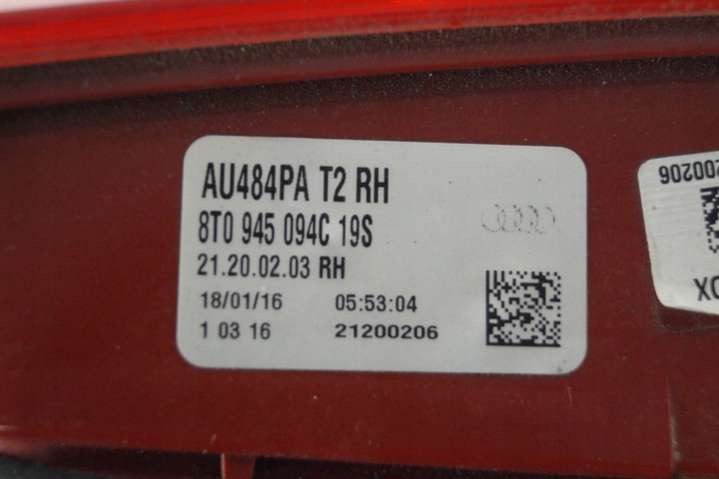 AU484PA T2 RH
8T0 945 094C 19S
21.20.02.03 RH
18/01/16 05:53:04
1 03 16 21200206
200206